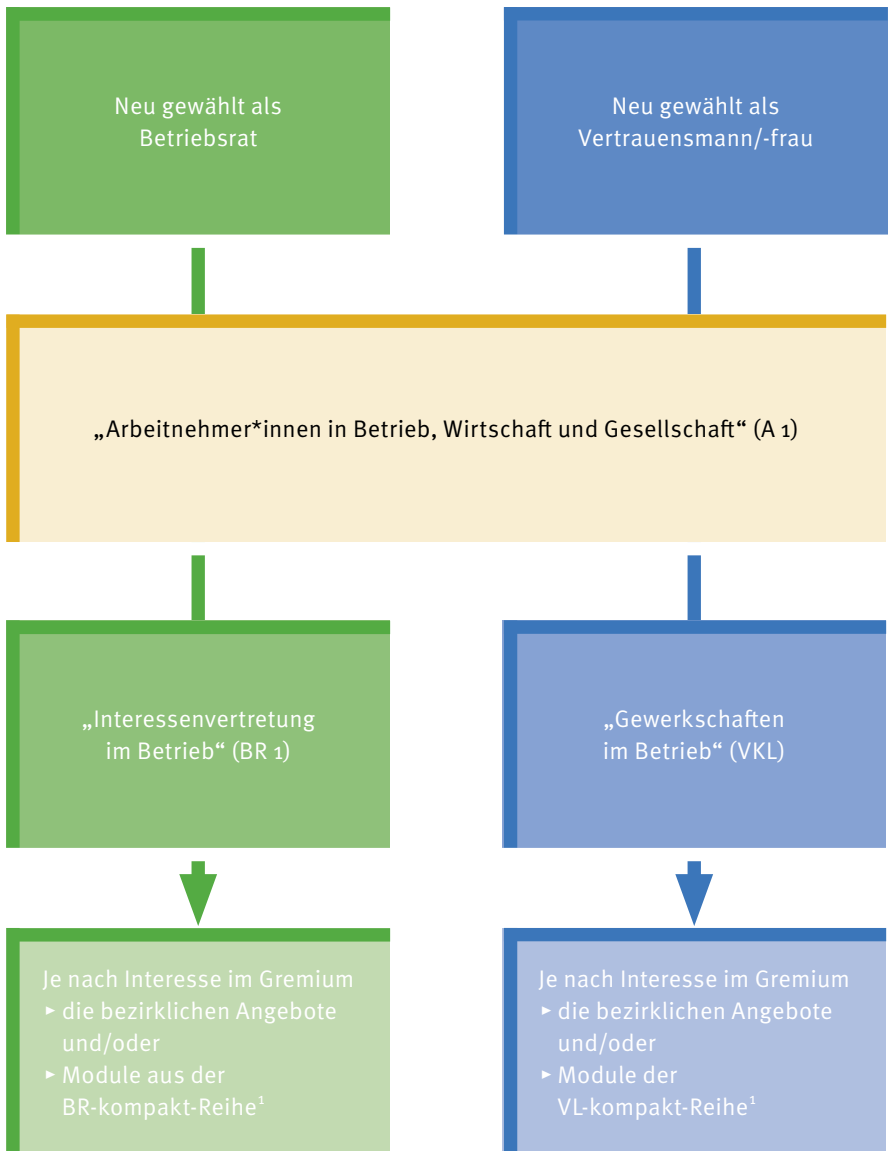 Neu gewählt als
Betriebsrat
Neu gewählt als
Vertrauensmann/-frau
„Arbeitnehmer*innen in Betrieb, Wirtschaft und Gesellschaft“ (A 1)
„Interessenvertretung
im Betrieb“ (BR 1)
„Gewerkschaften
im Betrieb“ (VKL)
Je nach Interesse im Gremium
▸ die bezirklichen Angebote
und/oder
▸ Module aus der
BR-kompakt-Reihe¹
Je nach Interesse im Gremium
▸ die bezirklichen Angebote
und/oder
▸ Module der
VL-kompakt-Reihe¹